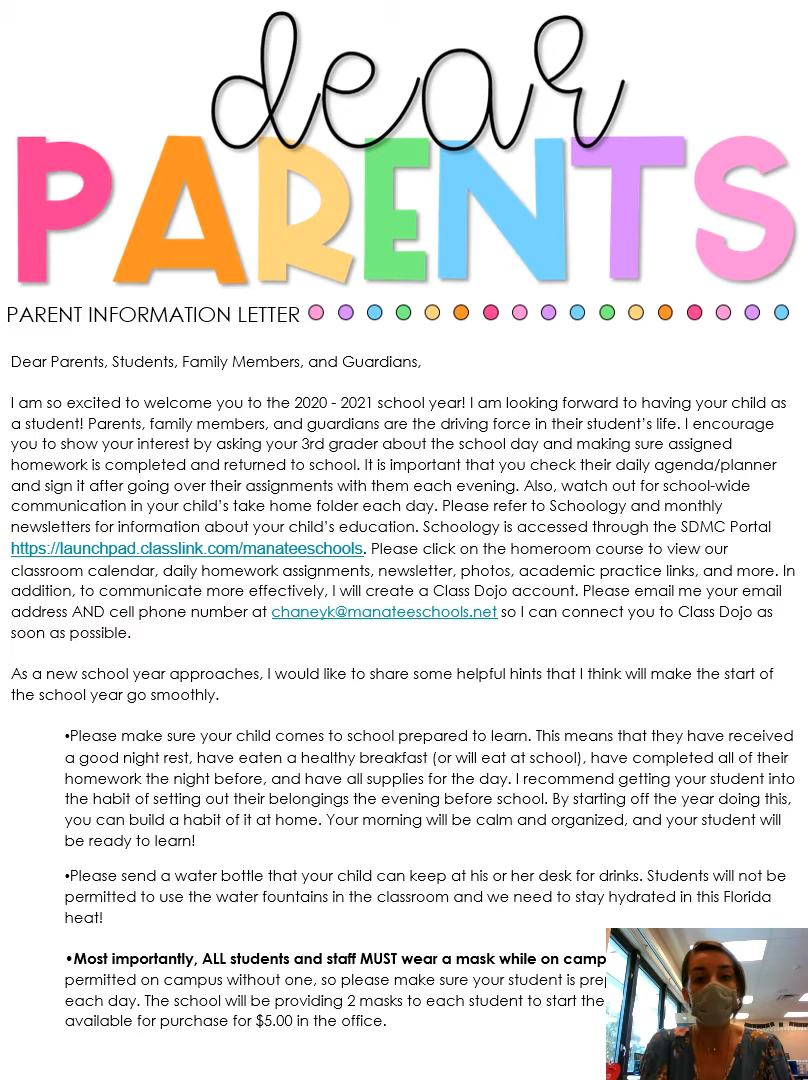 dear
PARENTS
PARENT INFORMATION LETTER
Dear Parents, Students, Family Members, and Guardians,
I am so excited to welcome you to the 2020 - 2021 school year! I am looking forward to having your child as
a student! Parents, family members, and guardians are the driving force in their student’s life. I encourage
you to show your interest by asking your 3rd grader about the school day and making sure assigned
homework is completed and returned to school. It is important that you check their daily agenda/planner
and sign it after going over their assignments with them each evening. Also, watch out for school-wide
communication in your child’s take home folder each day. Please refer to Schoology and monthly
newsletters for information about your child’s education. Schoology is accessed through the SDMC Portal
https://launchpad.classlink.com/manateeschools. Please click on the homeroom course to view our
classroom calendar, daily homework assignments, newsletter, photos, academic practice links, and more. In
addition, to communicate more effectively, I will create a Class Dojo account. Please email me your email
address AND cell phone number at chaneyk@manateeschools.net so I can connect you to Class Dojo as
soon as possible.
As a new school year approaches, I would like to share some helpful hints that I think will make the start of
the school year go smoothly.
•Please make sure your child comes to school prepared to learn. This means that they have received
a good night rest, have eaten a healthy breakfast (or will eat at school), have completed all of their
homework the night before, and have all supplies for the day. I recommend getting your student into
the habit of setting out their belongings the evening before school. By starting off the year doing this,
you can build a habit of it at home. Your morning will be calm and organized, and your student will
be ready to learn!
•Please send a water bottle that your child can keep at his or her desk for drinks. Students will not be
permitted to use the water fountains in the classroom and we need to stay hydrated in this Florida
heat!
•Most importantly, ALL students and staff MUST wear a mask while on camp
permitted on campus without one, so please make sure your student is pre
each day. The school will be providing 2 masks to each student to start the
available for purchase for $5.00 in the office.